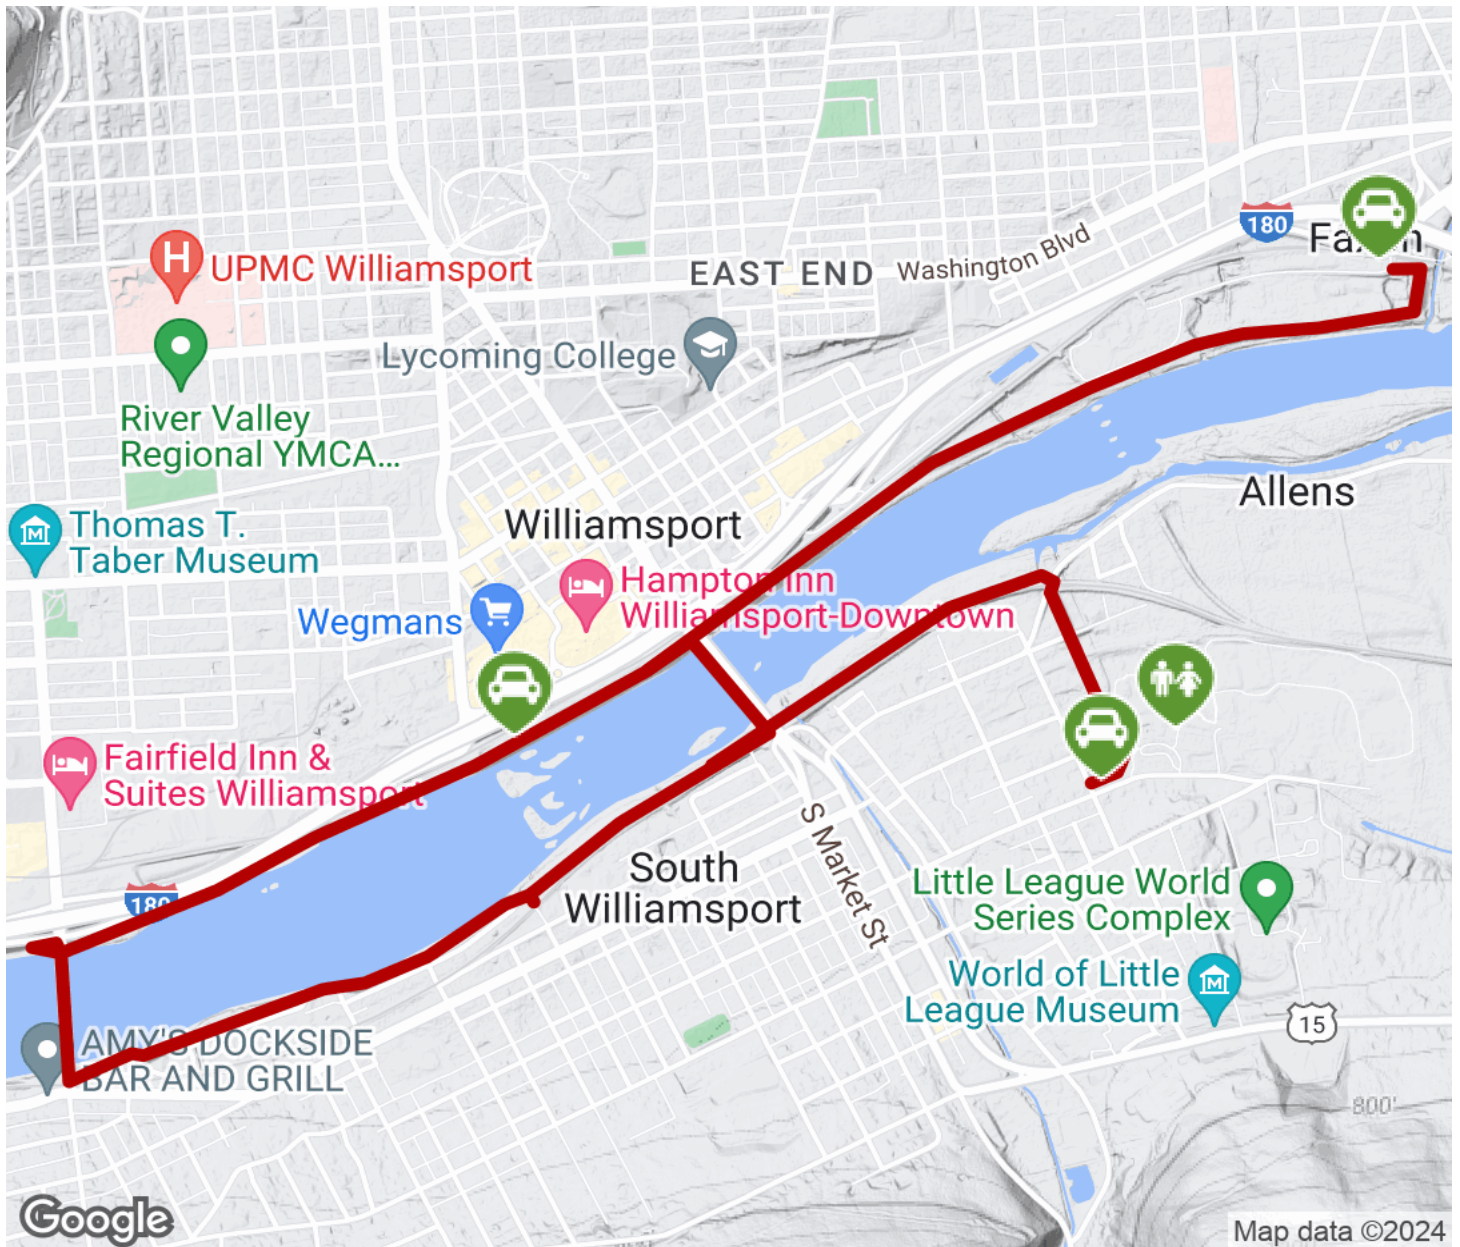 180
Washington Blvd
H
UPMC Williamsport
EAST END
Lycoming College
River Valley
Regional YMCA...
Allens
Thomas T.
Taber Museum
M
Williamsport
Hampton Inn
Williamsport-Downtown
Wegmans
Fairfield Inn &
Suites Williamsport
S Market St
South
Williamsport
180
Little League World
Series Complex
World of Little
League Museum
M
15
AMY'S DOCKSIDE
BAR AND GRILL
800'
Google
Map data ©2024